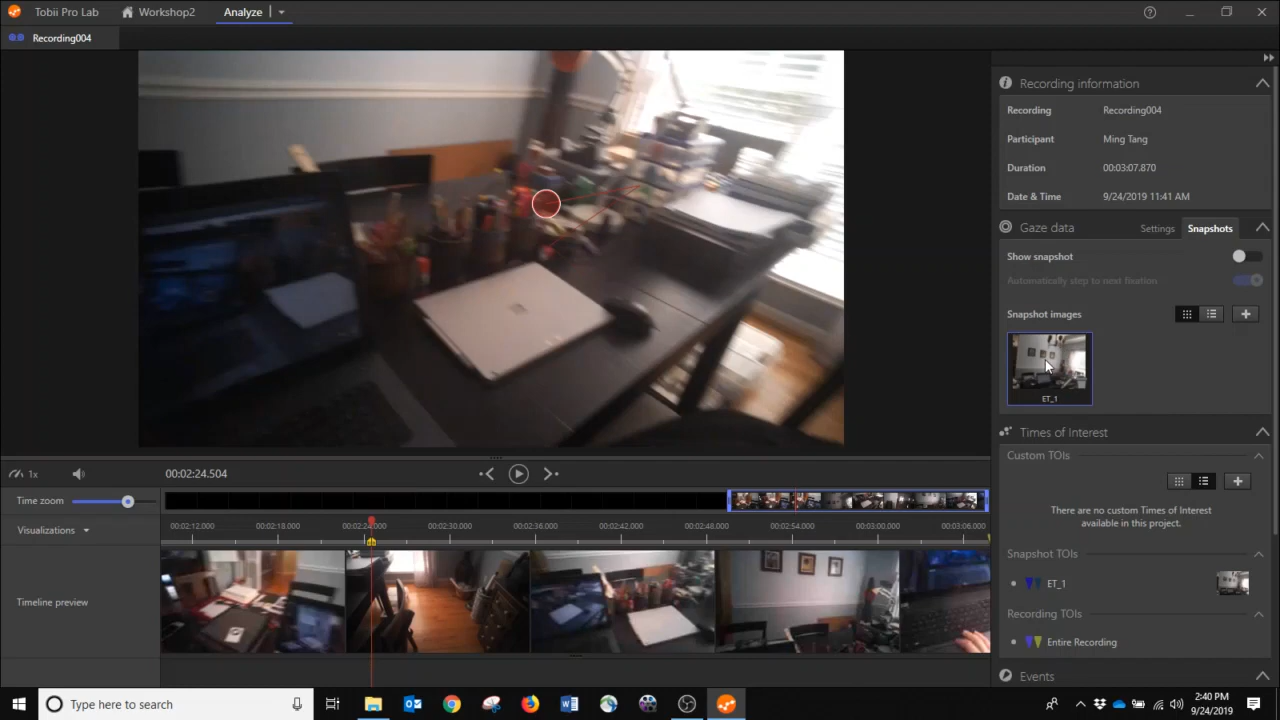 Tobii Pro Lab Workshop2 Analyze
Recording004
Recording information
Recording Recording004
Participant Ming Tang
Duration 00:03:07.870
Date & Time 9/24/2019 11:41 AM
Gaze data Settings Snapshots
Show snapshot
Automatically step to next fixation
Snapshot images
ET_1
Times of Interest
Custom TOIs
There are no custom Times of Interest
available in this project.
Snapshot TOIs
ET_1
Recording TOIs
Entire Recording
Events
1x 00:02:24.504
Time zoom
Visualizations 00:02:12.000 00:02:18.000 00:02:24.000 00:02:30.000 00:02:36.000 00:02:42.000 00:02:48.000 00:02:54.000 00:03:00.000 00:03:06.000
Timeline preview
Type here to search
2:40 PM
9/24/2019